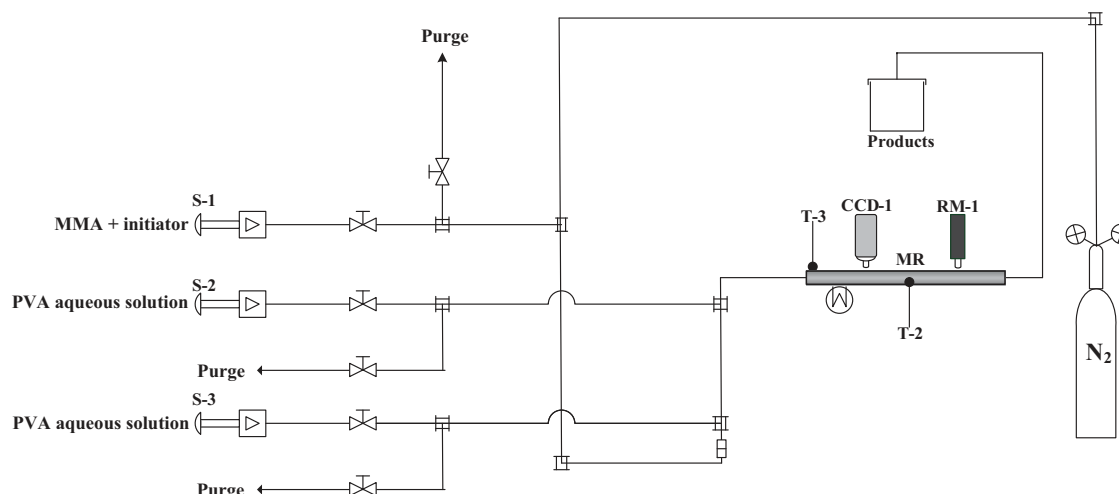 Purge
Products
S-1
MMA + initiator
T-3
CCD-1
RM-1
MR
S-2
PVA aqueous solution
T-2
N2
Purge
S-3
PVA aqueous solution
Purge